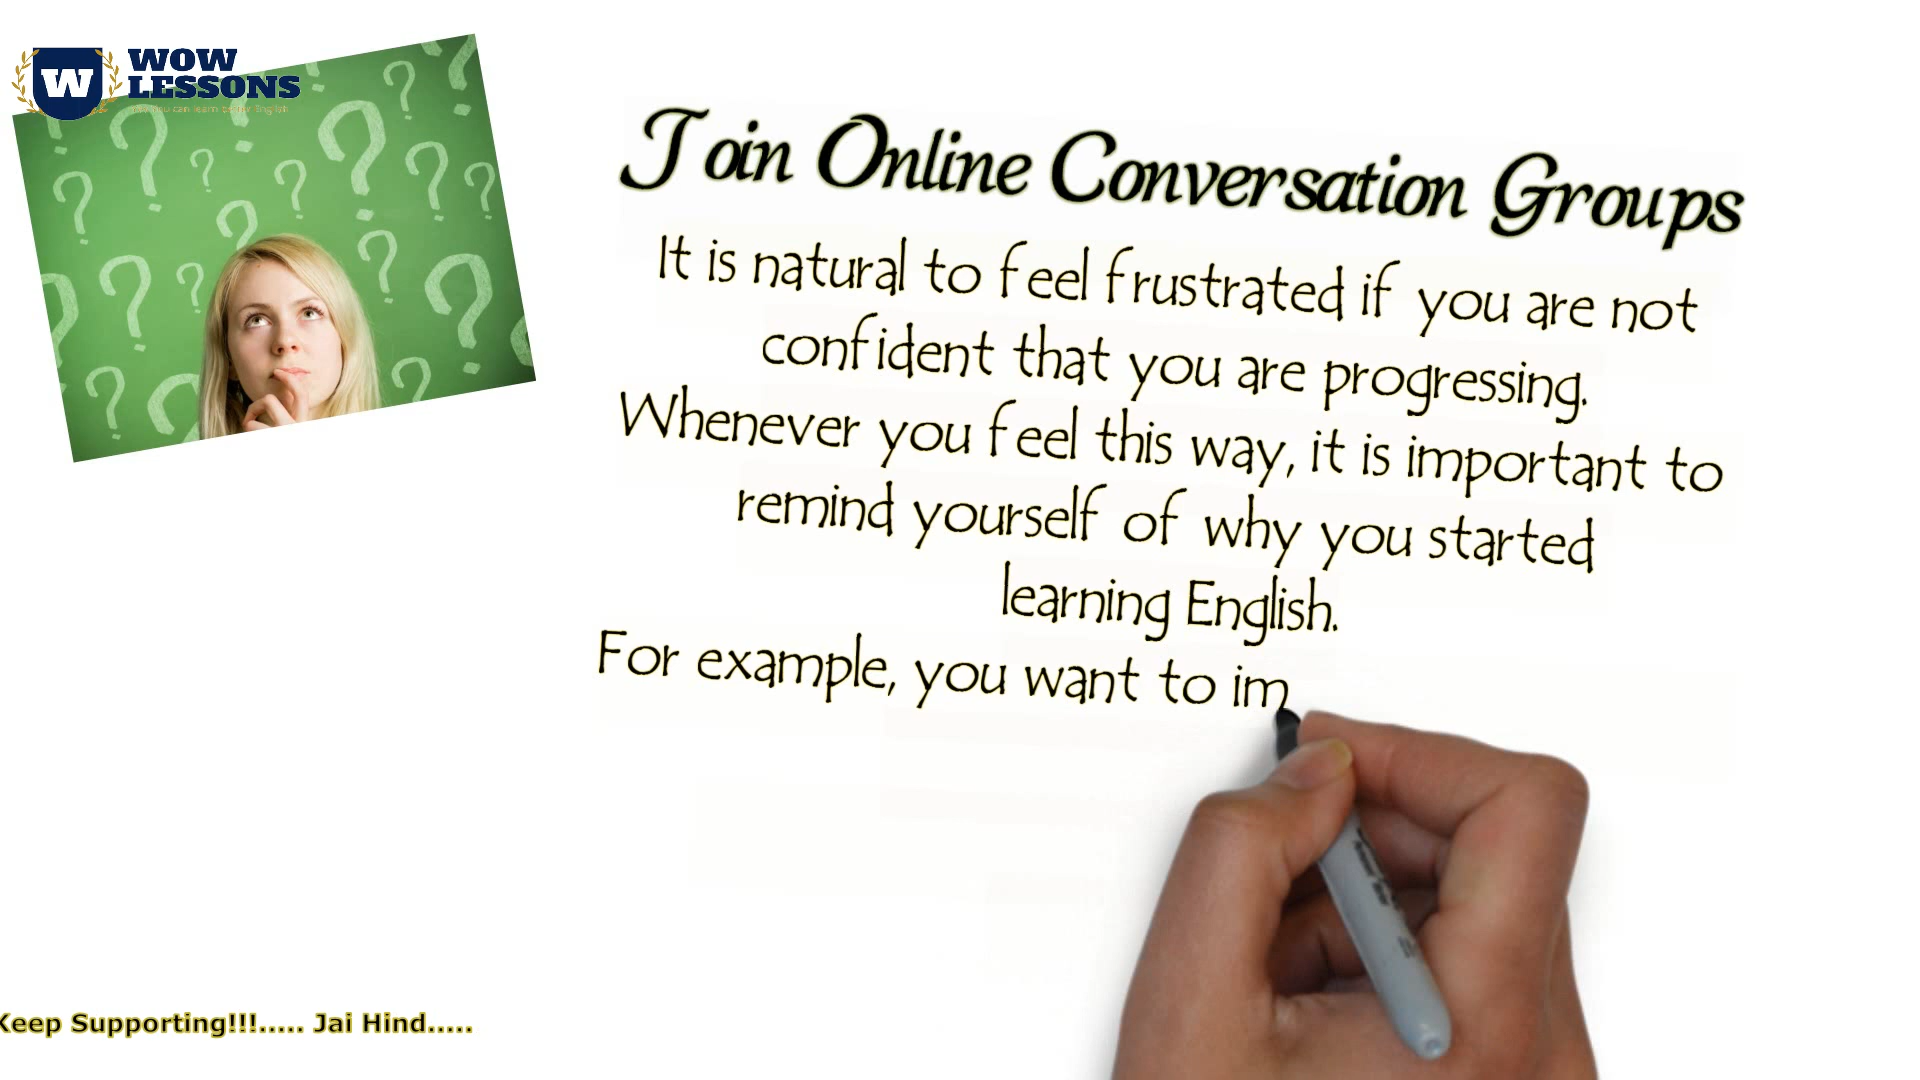 WOW
LESSONS
Join Online Conversation Groups
It is natural to feel frustrated if you are not
confident that you are progressing.
Whenever you feel this way, it is important to
remind yourself of why you started
learning English.
For example, you want to im
Keep Supporting!!!..... Jai Hind.....